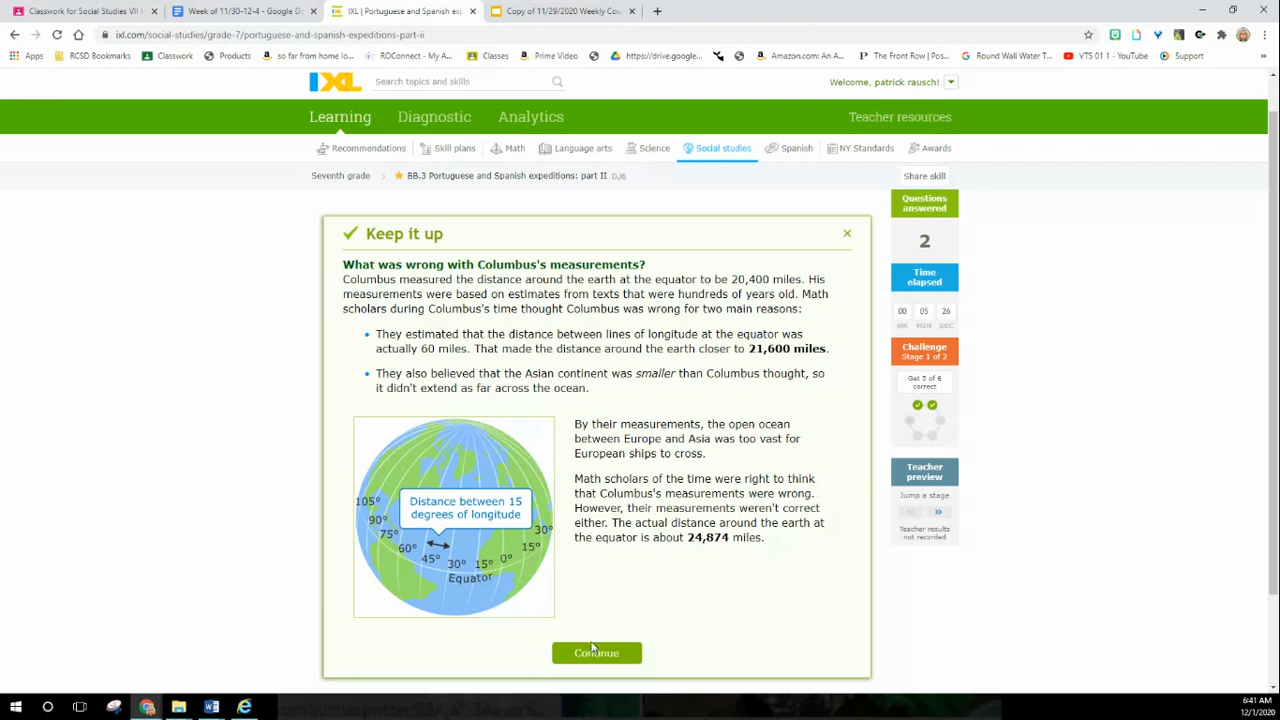 Classwork for Social Studies VII H
Week of 11/30-12-4 - Google Do
IXL | Portuguese and Spanish exp
Copy of 11/29/2020 Weekly Cou
ixl.com/social-studies/grade-7/portuguese-and-spanish-expeditions-part-ii
Apps
RCSD Bookmarks
Classwork
Products
so far from home lo...
ROConnect - My A...
Classes
Prime Video
https://drive.google...
Amazon.com: An A...
The Front Row | Pos...
Round Wall Water T...
VTS 01 1 - YouTube
Support
IXL
Search topics and skills
Welcome, patrick rausch!
Learning
Diagnostic
Analytics
Teacher resources
Recommendations
Skill plans
Math
Language arts
Science
Social studies
Spanish
NY Standards
Awards
Seventh grade
BB.3 Portuguese and Spanish expeditions: part II DJ6
Share skill
Keep it up
What was wrong with Columbus's measurements?
Columbus measured the distance around the earth at the equator to be 20,400 miles. His
measurements were based on estimates from texts that were hundreds of years old. Math
scholars during Columbus's time thought Columbus was wrong for two main reasons:
• They estimated that the distance between lines of longitude at the equator was
actually 60 miles. That made the distance around the earth closer to 21,600 miles.
• They also believed that the Asian continent was smaller than Columbus thought, so
it didn't extend as far across the ocean.
Distance between 15
degrees of longitude
105°
90°
75°
60°
45°
30°
15°
0°
15°
30°
Equator
By their measurements, the open ocean
between Europe and Asia was too vast for
European ships to cross.
Math scholars of the time were right to think
that Columbus's measurements were wrong.
However, their measurements weren't correct
either. The actual distance around the earth at
the equator is about 24,874 miles.
Continue
Questions
answered
2
Time
elapsed
00 05 26
HR MIN SEC
Challenge
Stage 1 of 2
Get 5 of 6
correct
Teacher
preview
Jump a stage
Teacher results
not recorded
6:41 AM
12/1/2020